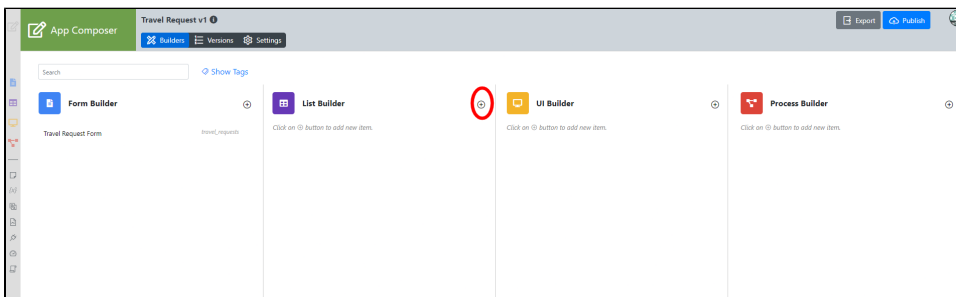 App Composer
Travel Request v1
Builders
Versions
Settings
Export
Publish
Search
Show Tags
Form Builder
List Builder
UI Builder
Process Builder
Travel Request Form
travel_requests
Click on ⊕ button to add new item.
Click on ⊕ button to add new item.
Click on ⊕ button to add new item.